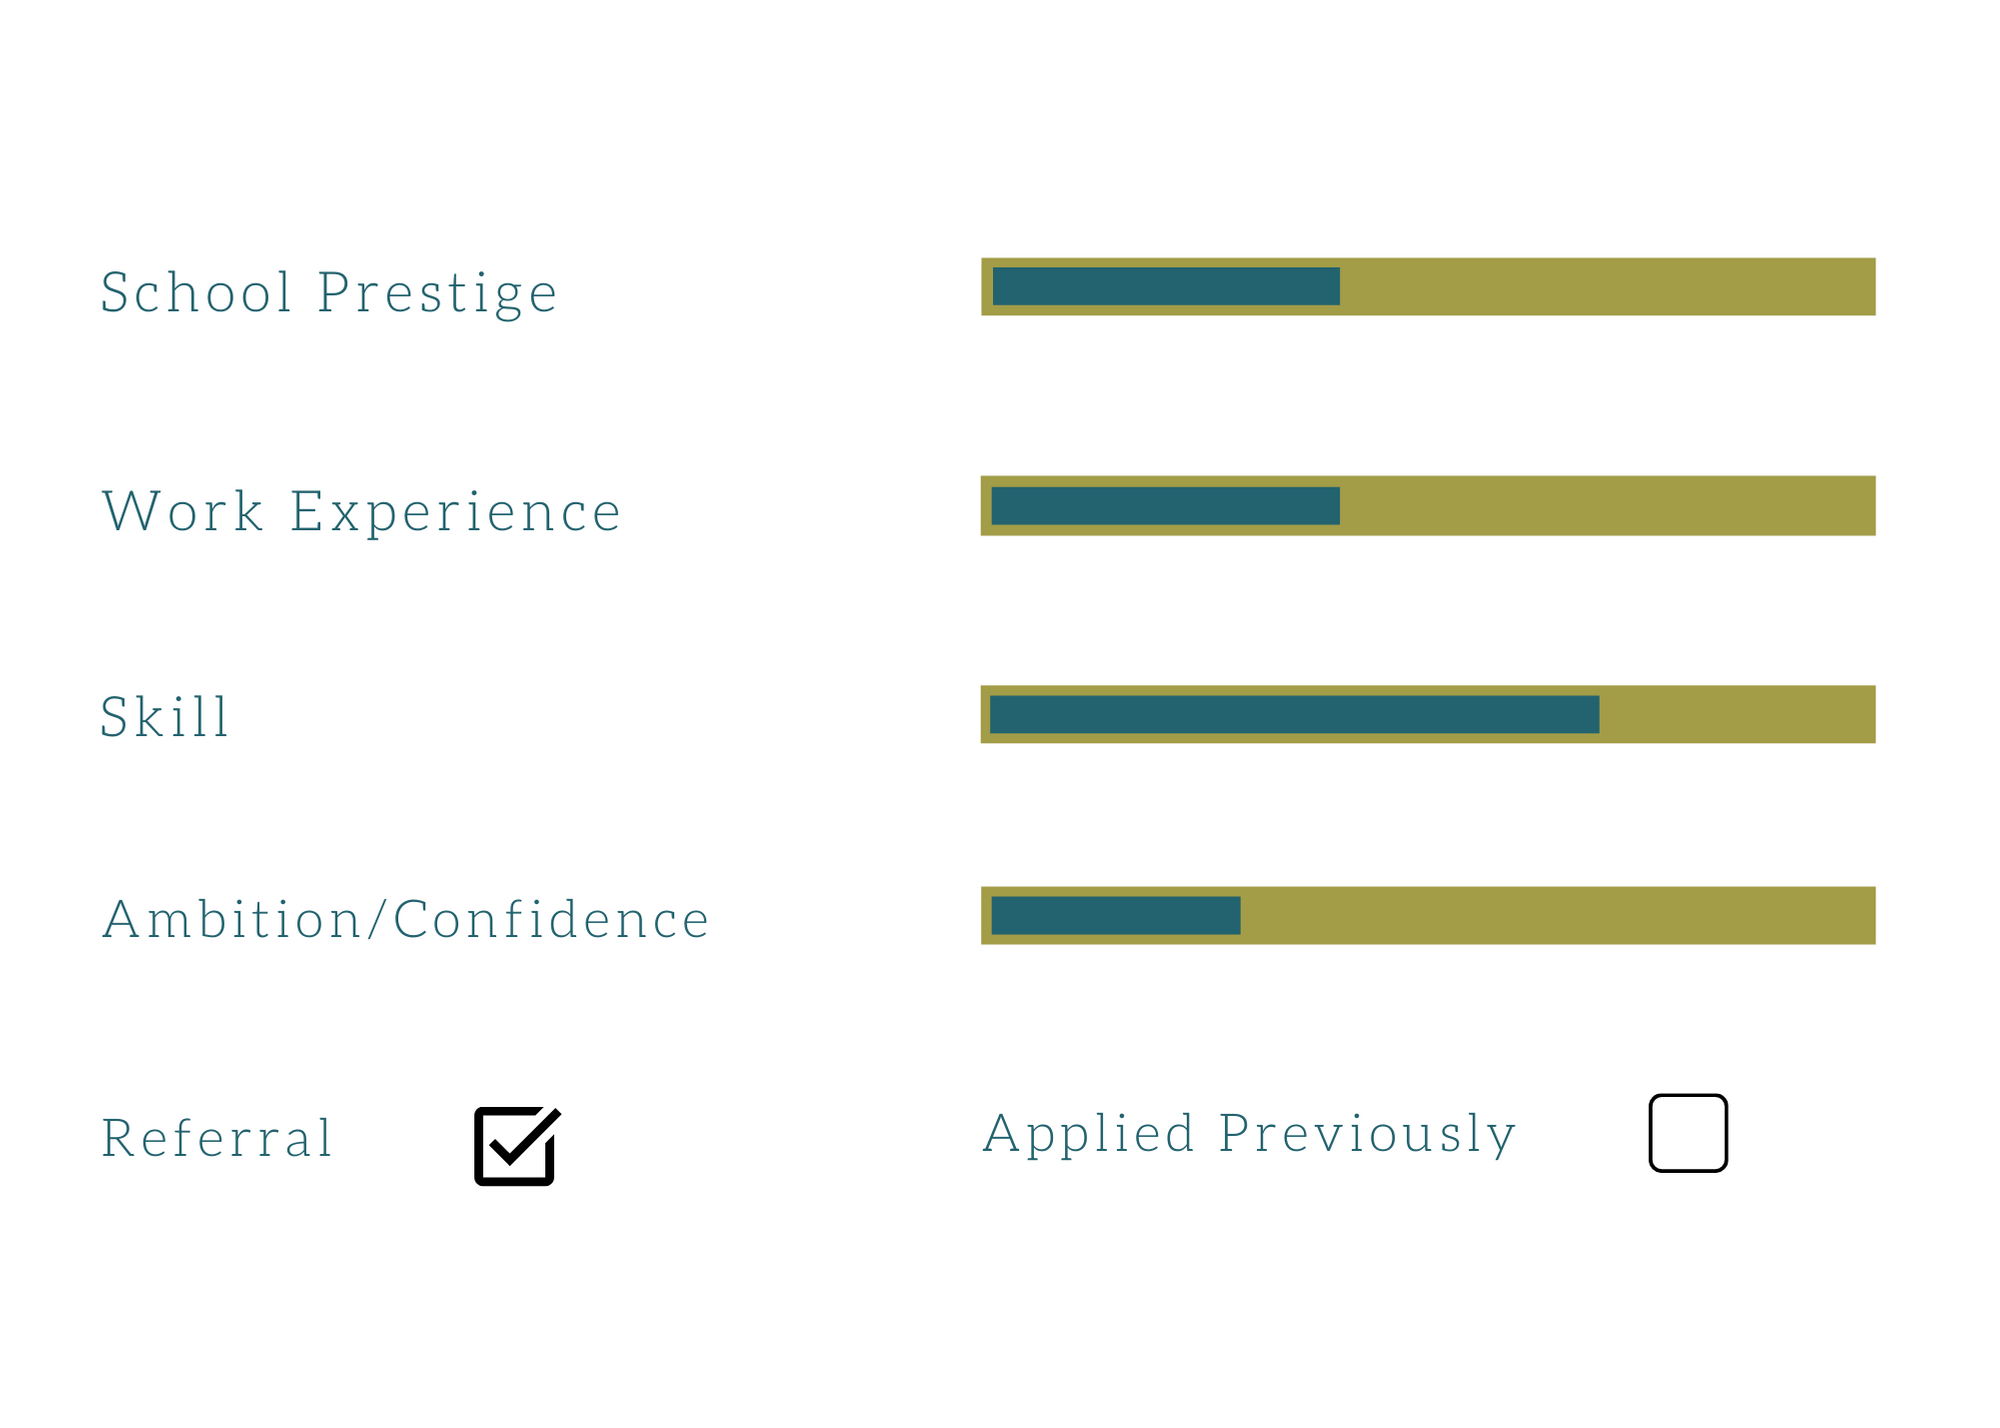 School Prestige
Work Experience
Skill
Ambition/Confidence
Referral
Applied Previously